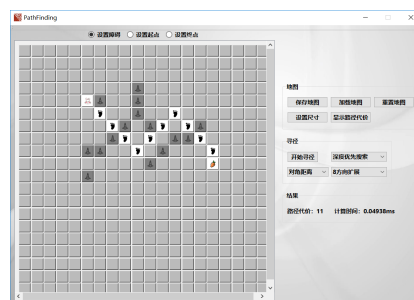 PathFinding
设置障碍 设置起点 设置终点
地图
保存地图 加载地图 重置地图
设置尺寸 显示路径代价
寻径
开始寻径 深度优先搜索
对角距离 8方向扩展
结果
路径代价：11 计算时间：0.04938ms